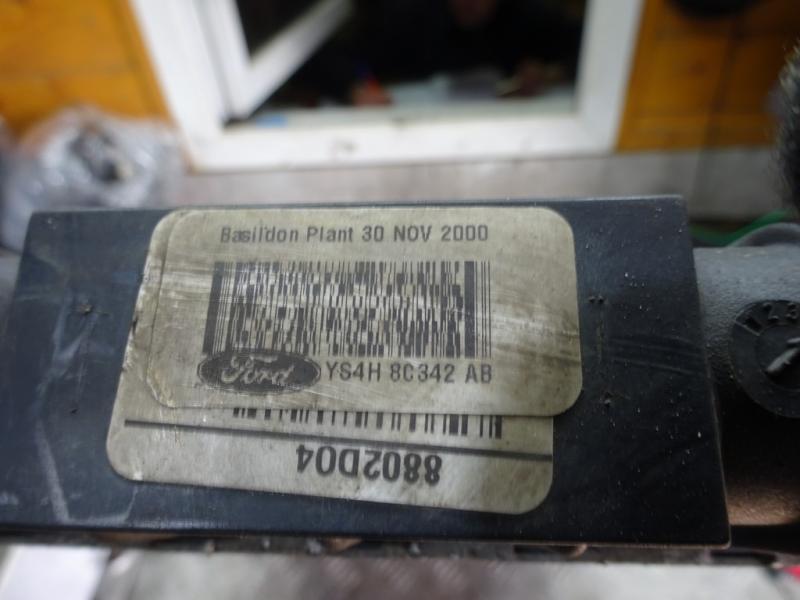 Basildon Plant 30 NOV 2000
Ford
YS4H 8C342 AB
8802D04